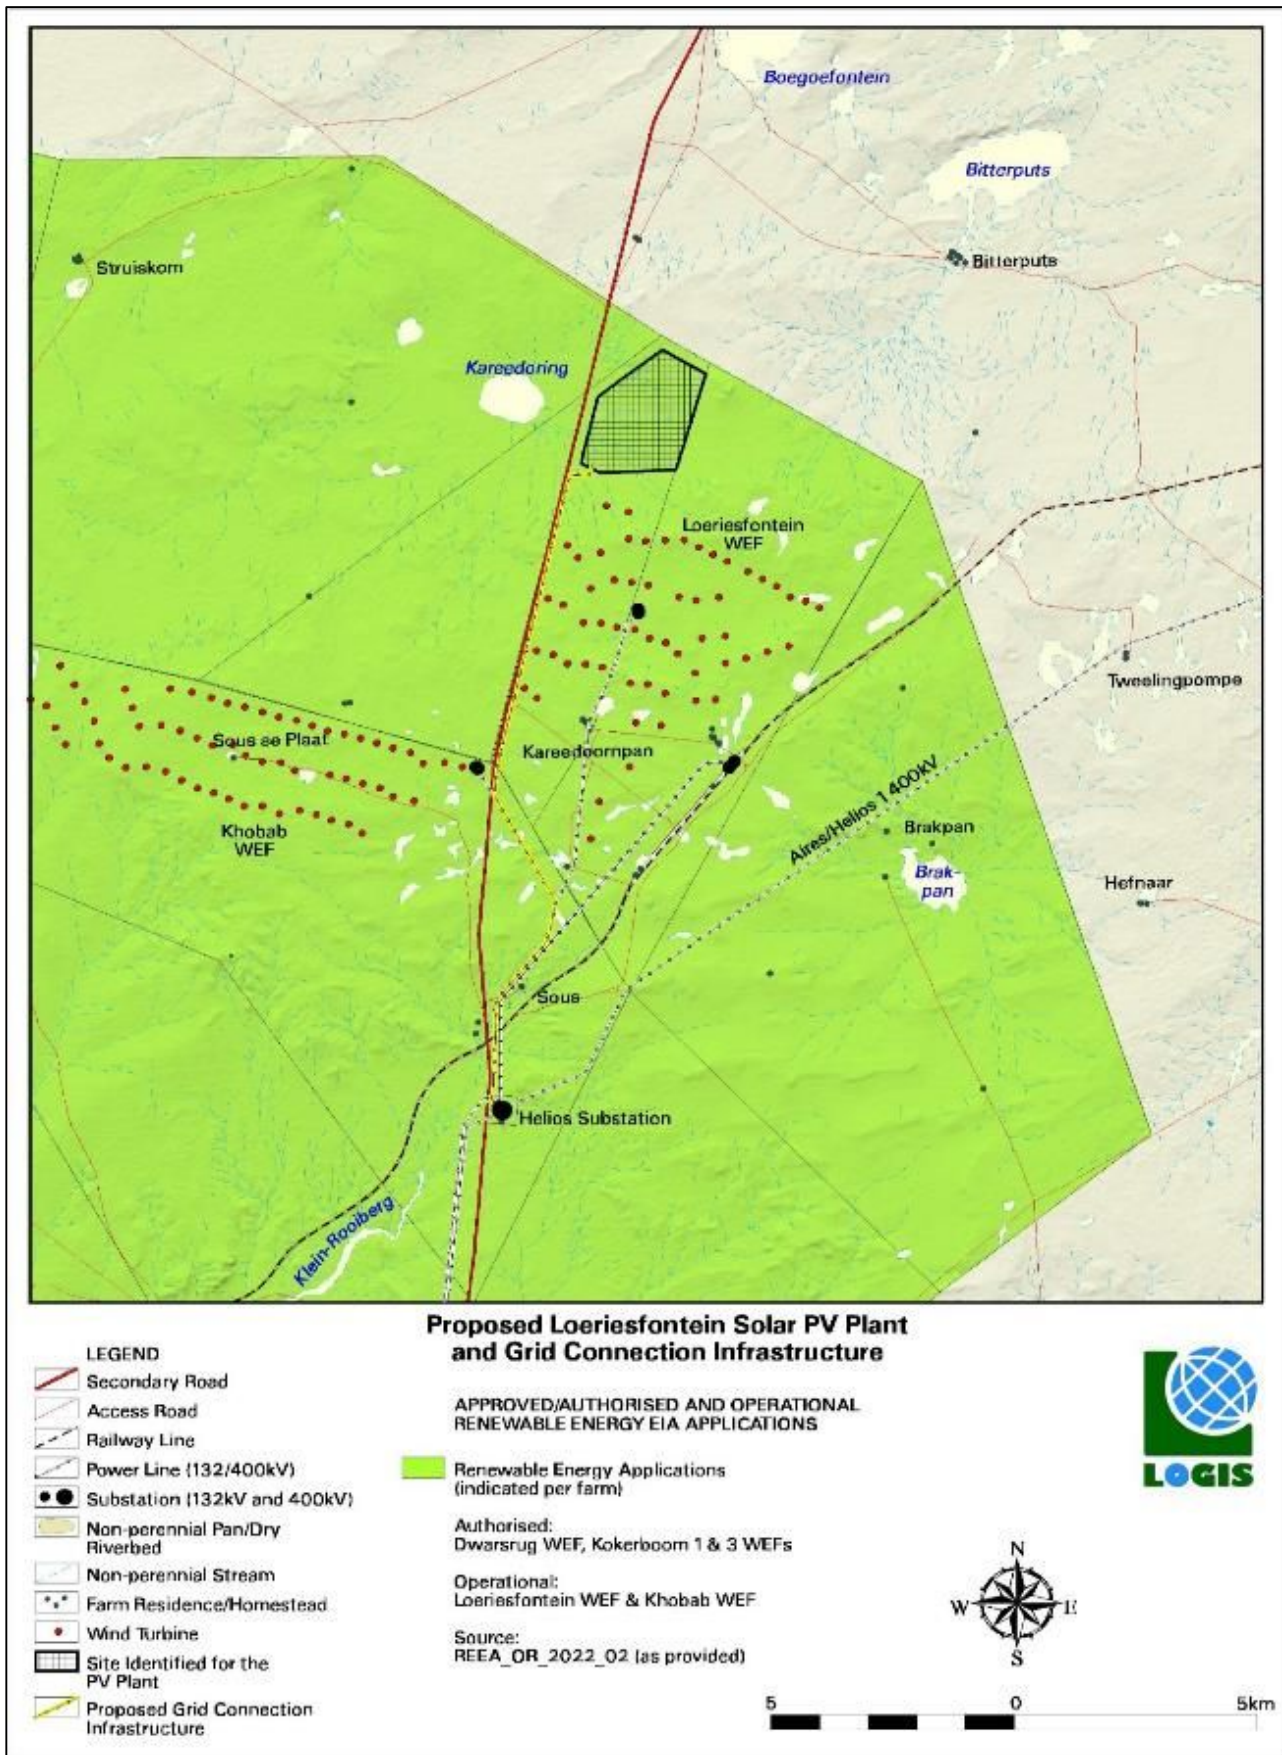 Boegoefontein
Bitterputs
Bitterputs
Struiskom
Kareedoring
Loeriesfontein
WEF
Tweelingpompe
Sous se Plaat
Kareedoornpan
Khobab
WEF
Aires/Helios 1 400kV
Brakpan
Brak-
pan
Hefnaar
Sous
Helios Substation
Klein-Rooiberg
Proposed Loeriesfontein Solar PV Plant
and Grid Connection Infrastructure
LEGEND
Secondary Road
Access Road
Railway Line
Power Line (132/400kV)
Substation (132kV and 400kV)
Non-perennial Pan/Dry
Riverbed
Non-perennial Stream
Farm Residence/Homestead
Wind Turbine
Site Identified for the
PV Plant
Proposed Grid Connection
Infrastructure
APPROVED/AUTHORISED AND OPERATIONAL
RENEWABLE ENERGY EIA APPLICATIONS
Renewable Energy Applications
(indicated per farm)
Authorised:
Dwarsrug WEF, Kokerboom 1 & 3 WEFs
Operational:
Loeriesfontein WEF & Khobab WEF
Source:
REEA_OR_2022_02 (as provided)
LOGIS
N
W E
S
5 0 5km